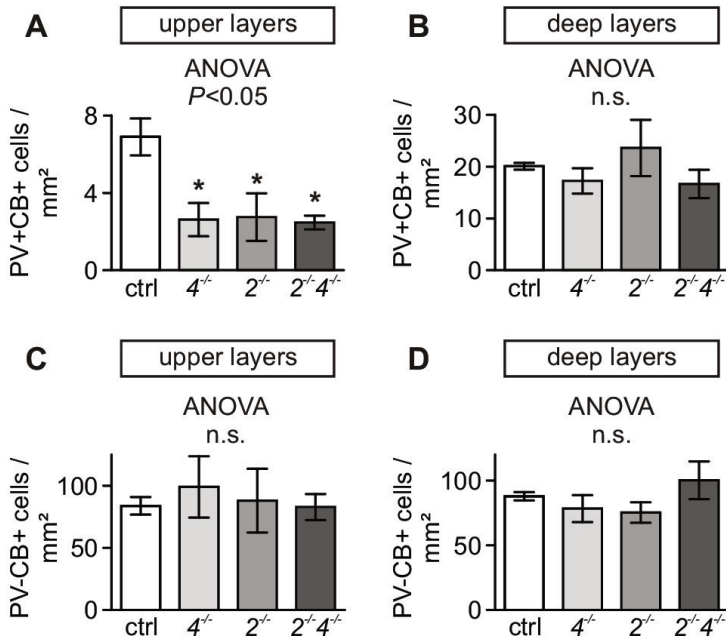 A
upper layers
ANOVA
P<0.05
PV+CB+ cells /
mm²
8
4
0
*
*
*
ctrl
4-/-
2-/-
2-/-4-/-
B
deep layers
ANOVA
n.s.
PV+CB+ cells /
mm²
30
20
10
0
ctrl
4-/-
2-/-
2-/-4-/-
C
upper layers
ANOVA
n.s.
PV-CB+ cells /
mm²
100
50
0
ctrl
4-/-
2-/-
2-/-4-/-
D
deep layers
ANOVA
n.s.
PV-CB+ cells /
mm²
100
50
0
ctrl
4-/-
2-/-
2-/-4-/-